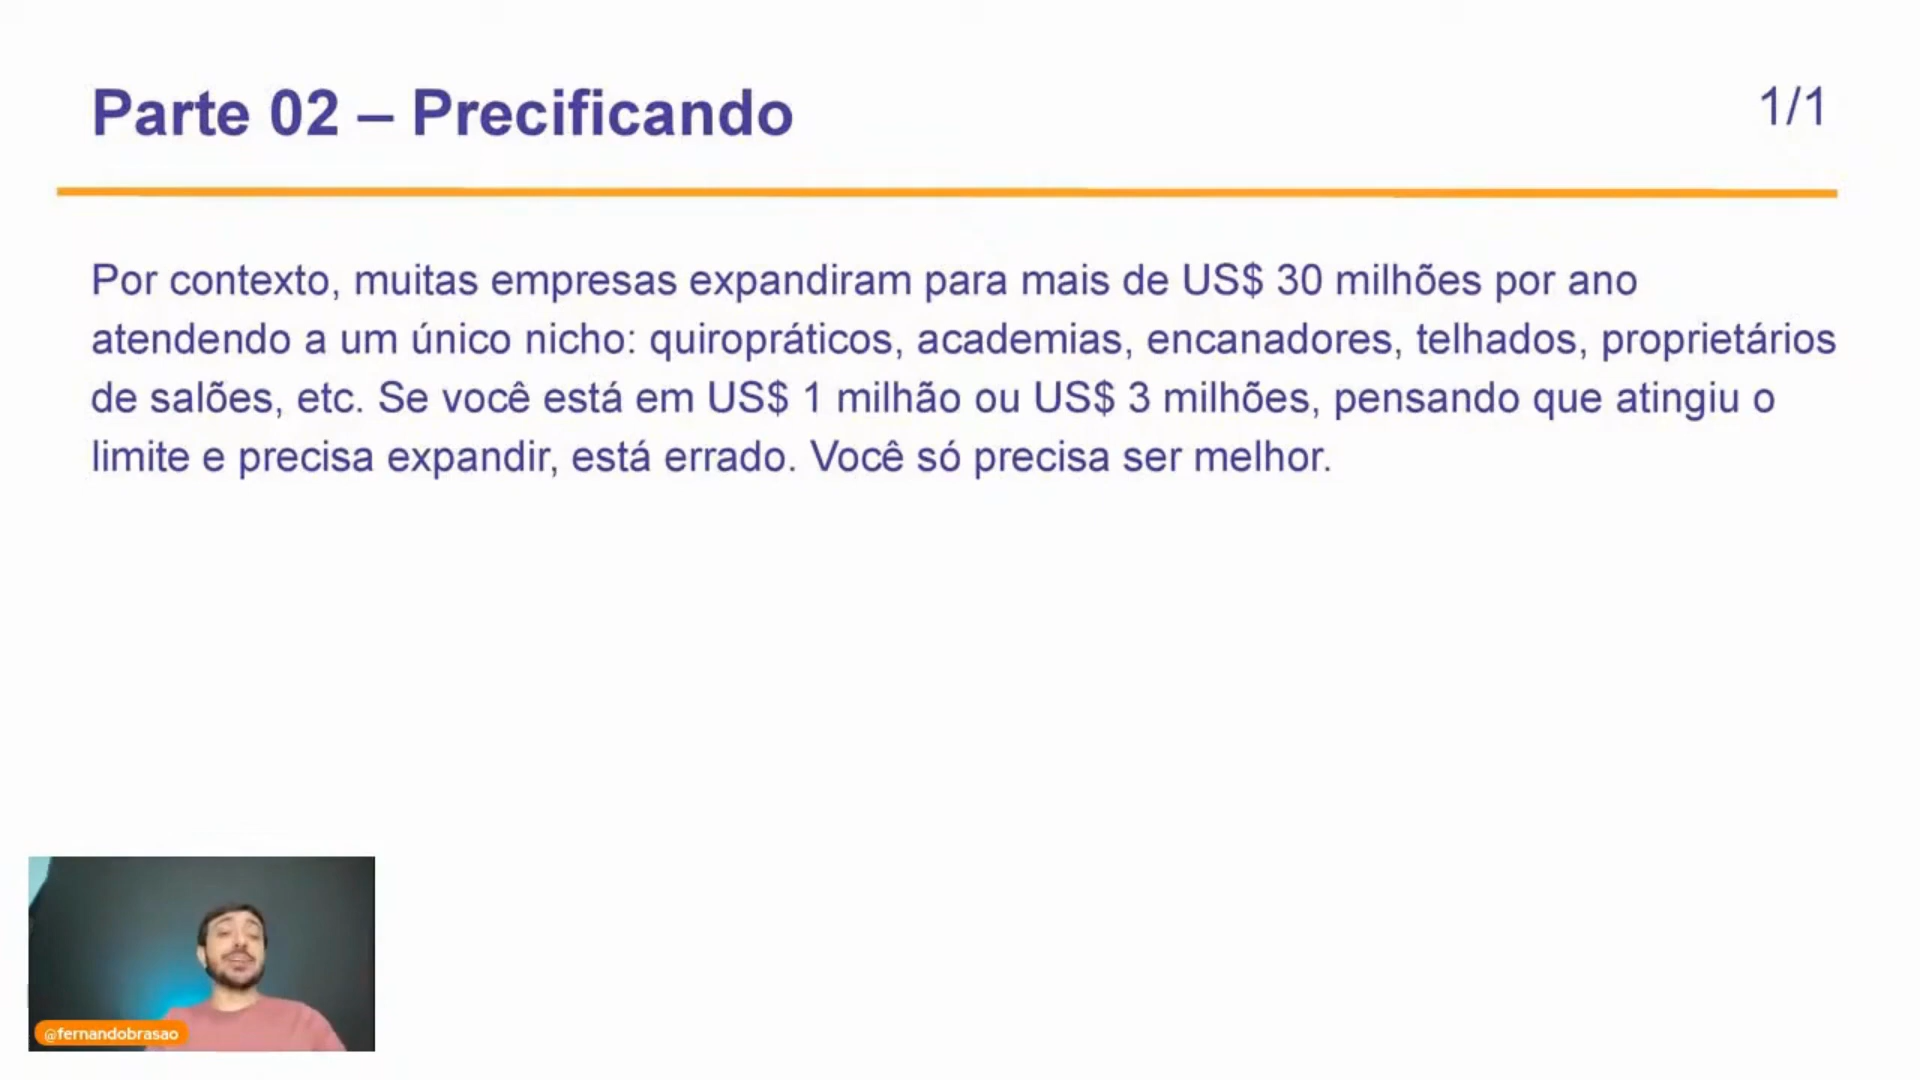 Parte 02 – Precificando
1/1
Por contexto, muitas empresas expandiram para mais de US$ 30 milhões por ano
atendendo a um único nicho: quiropráticos, academias, encanadores, telhados, proprietários
de salões, etc. Se você está em US$ 1 milhão ou US$ 3 milhões, pensando que atingiu o
limite e precisa expandir, está errado. Você só precisa ser melhor.
@fernandobrasao